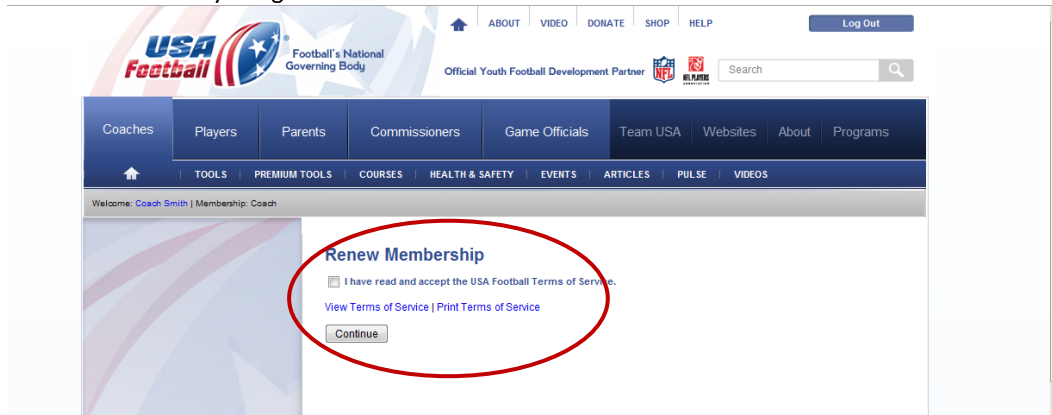 ABOUT VIDEO DONATE SHOP HELP Log Out
USA
Football
Football's National
Governing Body
Official Youth Football Development Partner NFL NFL PLAYERS Search
Coaches Players Parents Commissioners Game Officials Team USA Websites About Programs
TOOLS PREMIUM TOOLS COURSES HEALTH & SAFETY EVENTS ARTICLES PULSE VIDEOS
Welcome: Coach Smith | Membership: Coach
Renew Membership
I have read and accept the USA Football Terms of Service.
View Terms of Service | Print Terms of Service
Continue